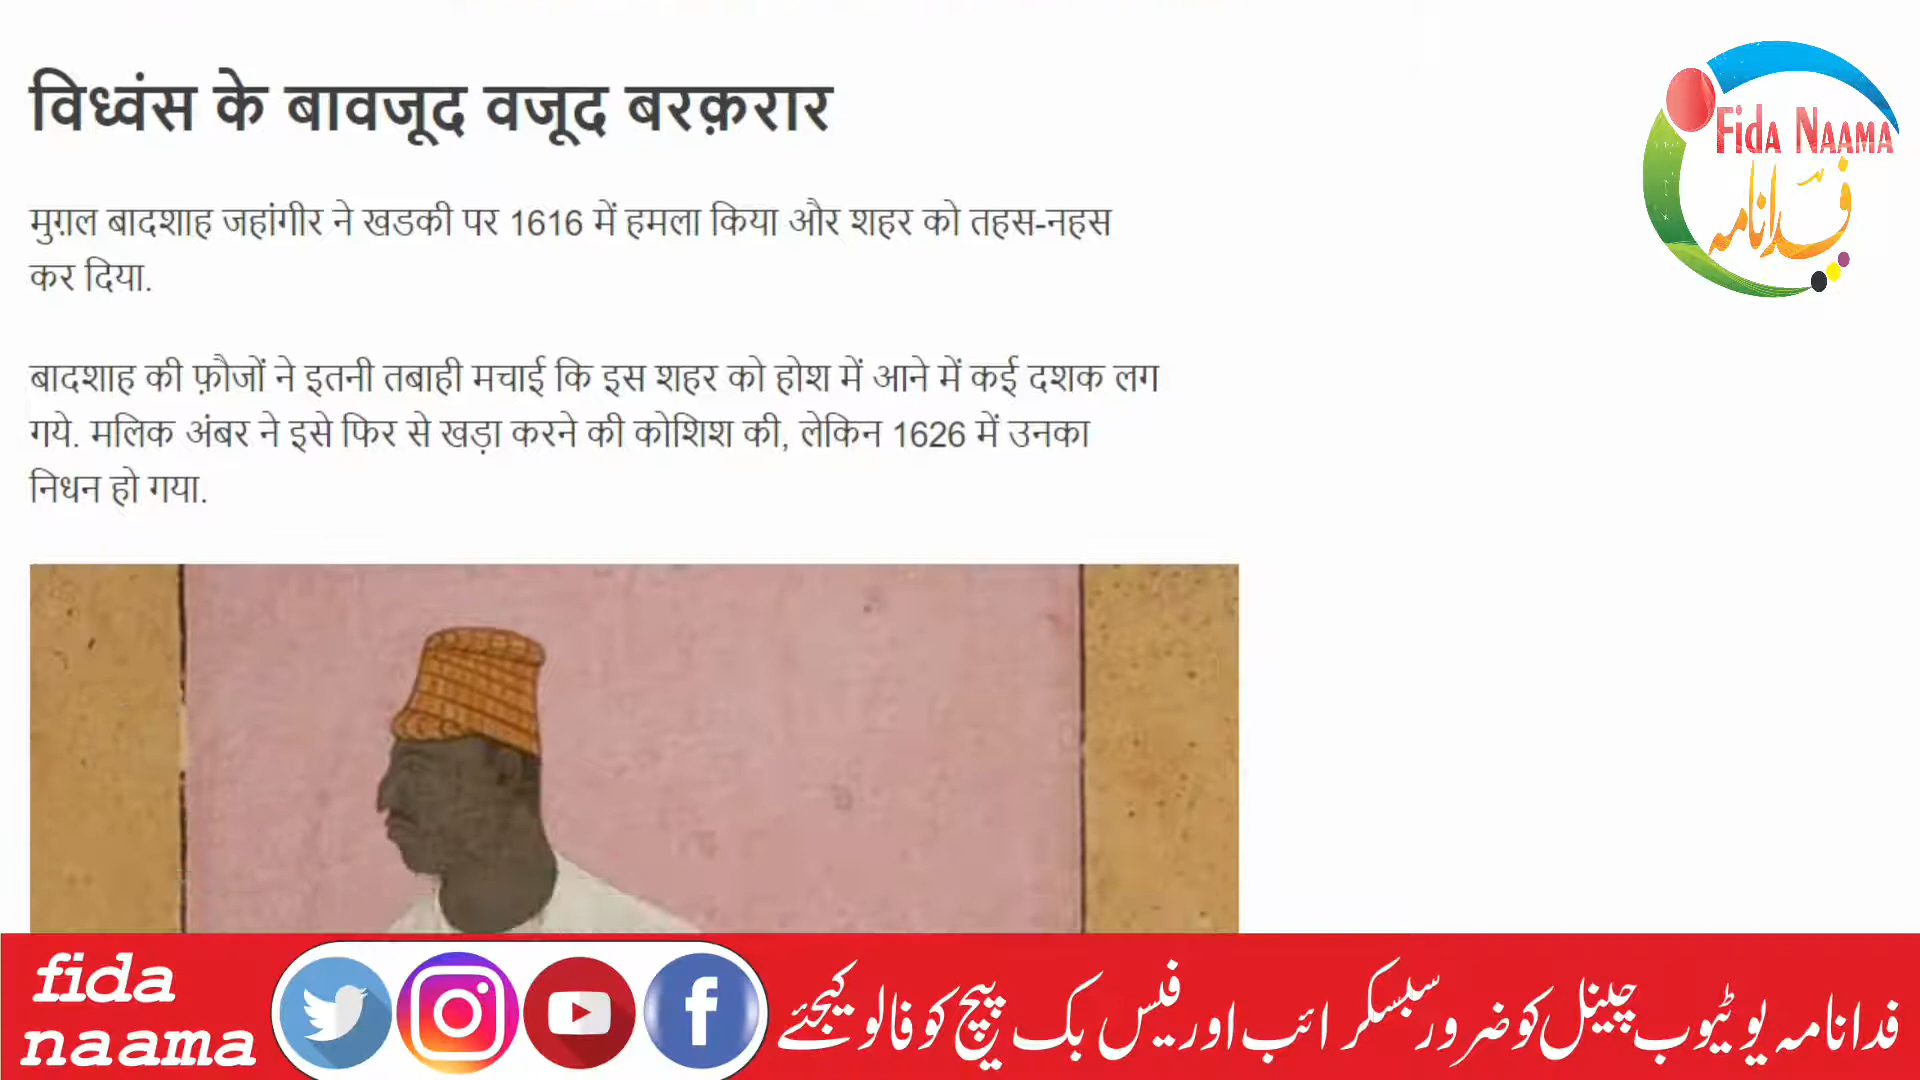 विध्वंस के बावजूद वजूद बरक़रार
Fida Naama
فدانامہ
मुग़ल बादशाह जहांगीर ने खडकी पर 1616 में हमला किया और शहर को तहस-नहस
कर दिया.
बादशाह की फ़ौजों ने इतनी तबाही मचाई कि इस शहर को होश में आने में कई दशक लग
गये. मलिक अंबर ने इसे फिर से खड़ा करने की कोशिश की, लेकिन 1626 में उनका
निधन हो गया.
fida
naama
فدانامہ یوٹیوب چینل کو ضرور سبسکرائب اور فیس بک پیج کو فالو کیجئے